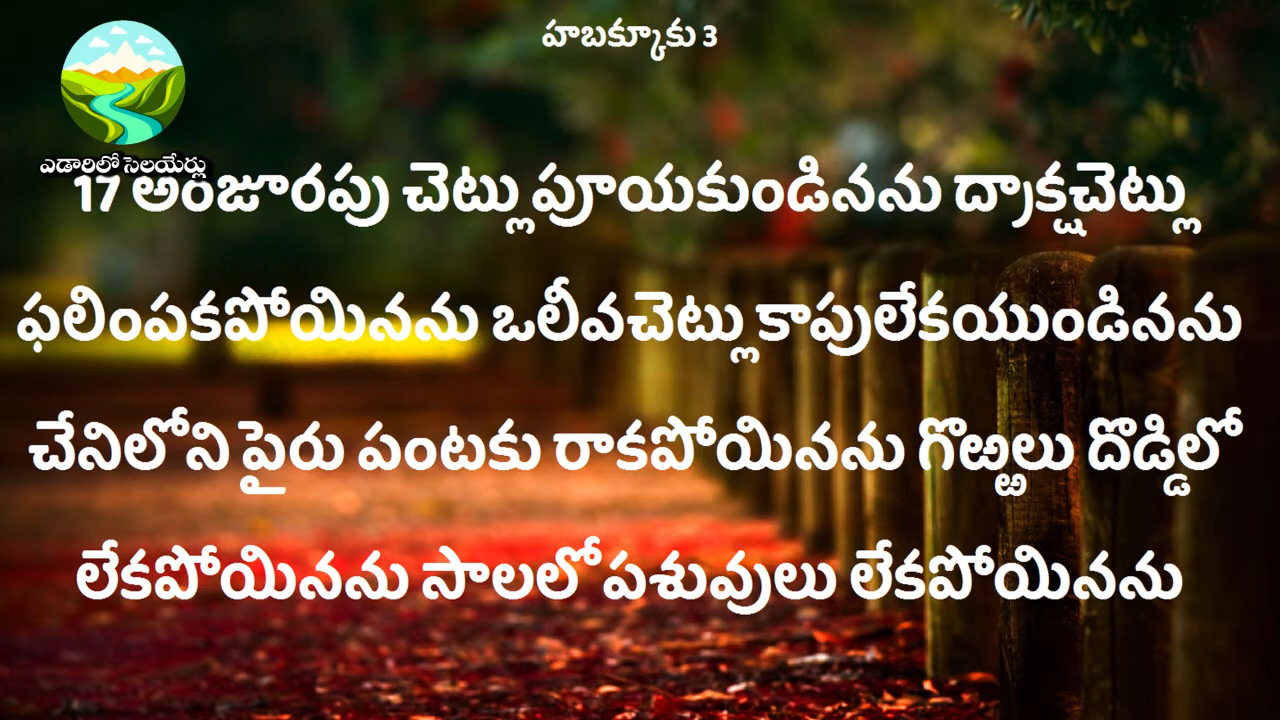 హబక్కూకు 3
ఎడారిలో సెలయేర్లు
17 అంజూరపు చెట్లు పూయకుండినను ద్రాక్షచెట్లు
ఫలింపకపోయినను ఒలీవచెట్లు కాపులేకయుండినను
చేనిలోని పైరు పంటకు రాకపోయినను గొఱ్ఱలు దొడ్డిలో
లేకపోయినను సాలలో పశువులు లేకపోయినను